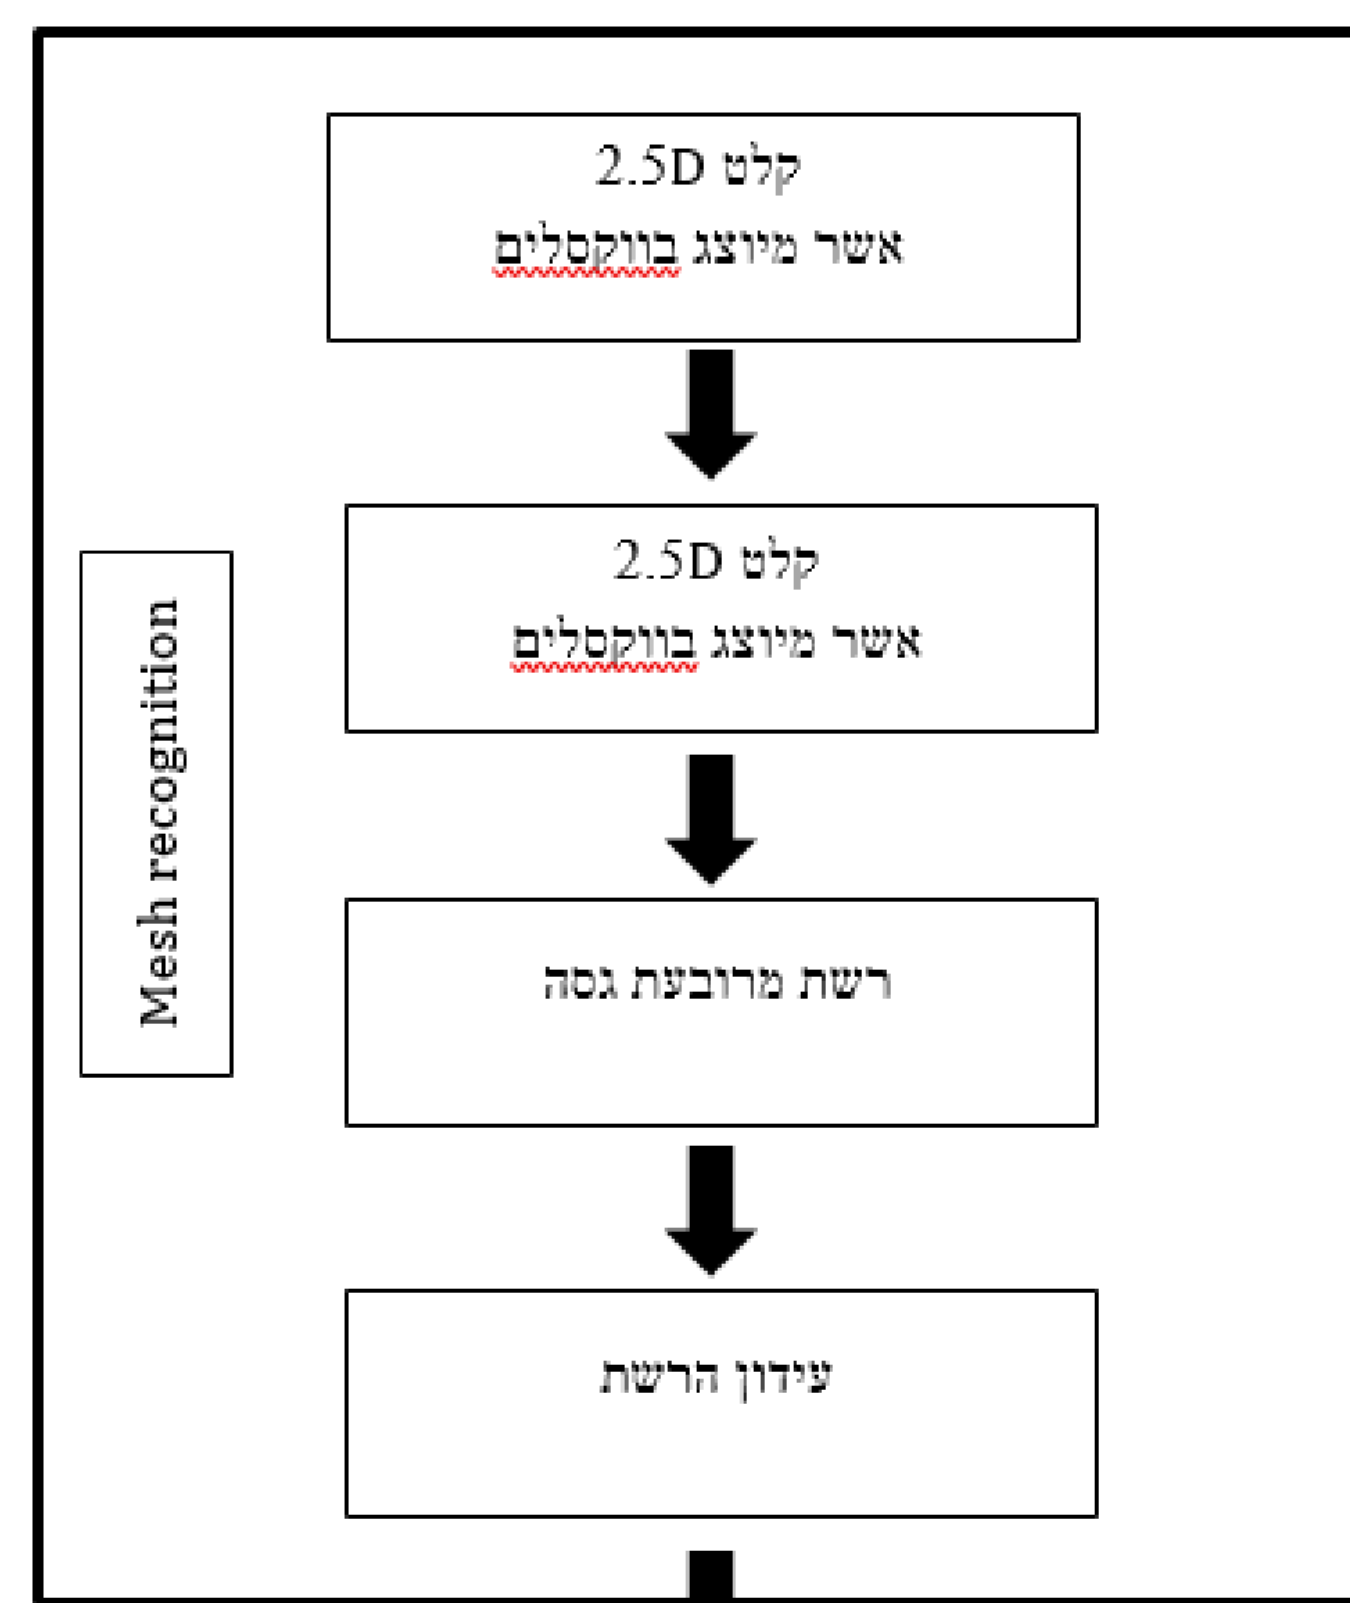 קלט 2.5D
אשר מיוצג בווקסלים
קלט 2.5D
אשר מיוצג בווקסלים
Mesh recognition
רשת מרובעת גסה
עידון הרשת